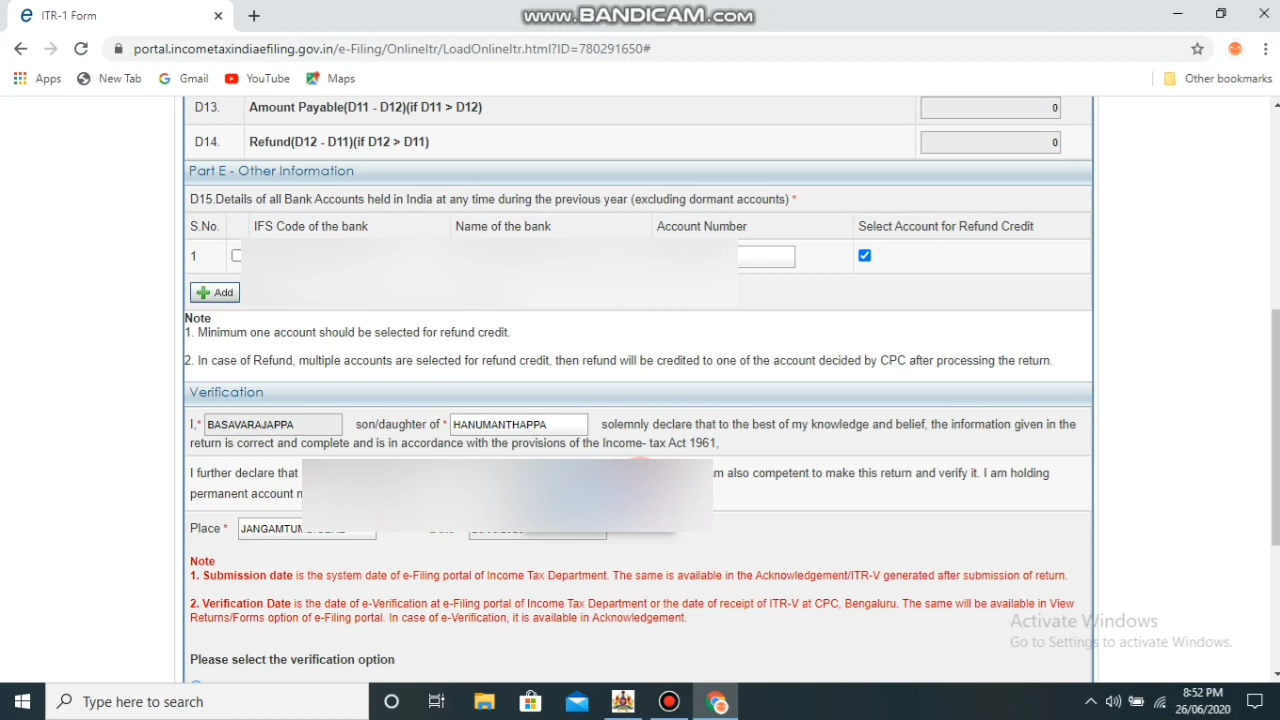 ITR-1 Form
www.BANDICAM.com
portal.incometaxindiaefiling.gov.in/e-Filing/OnlineItr/LoadOnlineItr.html?ID=780291650#
Apps New Tab Gmail YouTube Maps Other bookmarks
D13. Amount Payable(D11 - D12)(if D11 > D12) 0
D14. Refund(D12 - D11)(if D12 > D11) 0
Part E - Other Information
D15.Details of all Bank Accounts held in India at any time during the previous year (excluding dormant accounts) *
S.No. IFS Code of the bank Name of the bank Account Number Select Account for Refund Credit
1
Add
Note
1. Minimum one account should be selected for refund credit.
2. In case of Refund, multiple accounts are selected for refund credit, then refund will be credited to one of the account decided by CPC after processing the return.
Verification
I,* BASAVARAJAPPA son/daughter of * HANUMANTHAPPA solemnly declare that to the best of my knowledge and belief, the information given in the
return is correct and complete and is in accordance with the provisions of the Income- tax Act 1961,
I further declare that am also competent to make this return and verify it. I am holding
permanent account
Place *
Note
1. Submission date is the system date of e-Filing portal of Income Tax Department. The same is available in the Acknowledgement/ITR-V generated after submission of return.
2. Verification Date is the date of e-Verification at e-Filing portal of Income Tax Department or the date of receipt of ITR-V at CPC, Bengaluru. The same will be available in View
Returns/Forms option of e-Filing portal. In case of e-Verification, it is available in Acknowledgement.
Activate Windows
Go to Settings to activate Windows.
Please select the verification option
Type here to search
8:52 PM
26/06/2020